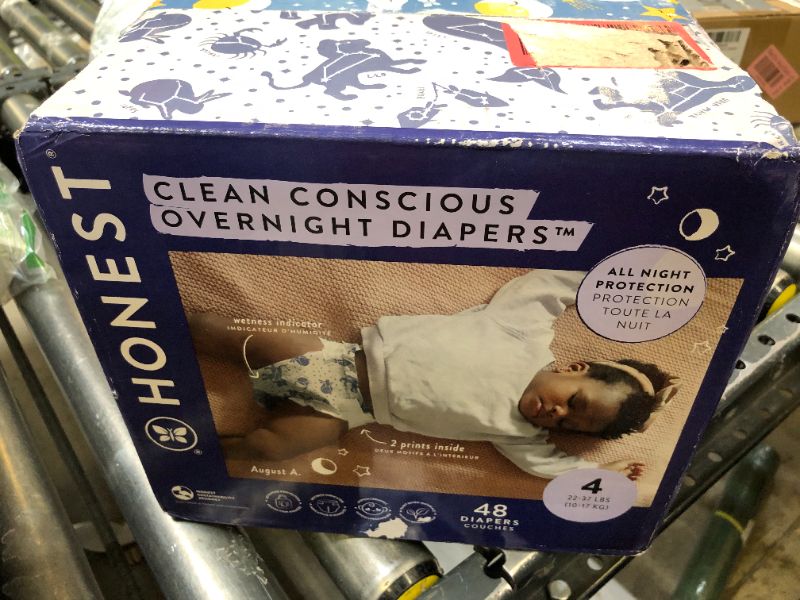 HONEST®
CLEAN CONSCIOUS
OVERNIGHT DIAPERS™
ALL NIGHT
PROTECTION
PROTECTION
TOUTE LA
NUIT
wetness indicator
INDICATEUR D'HUMIDITÉ
2 prints inside
DEUX MOTIFS À L'INTÉRIEUR
August A.
4
22-37 LBS
(10-17 KG)
48
DIAPERS
COUCHES